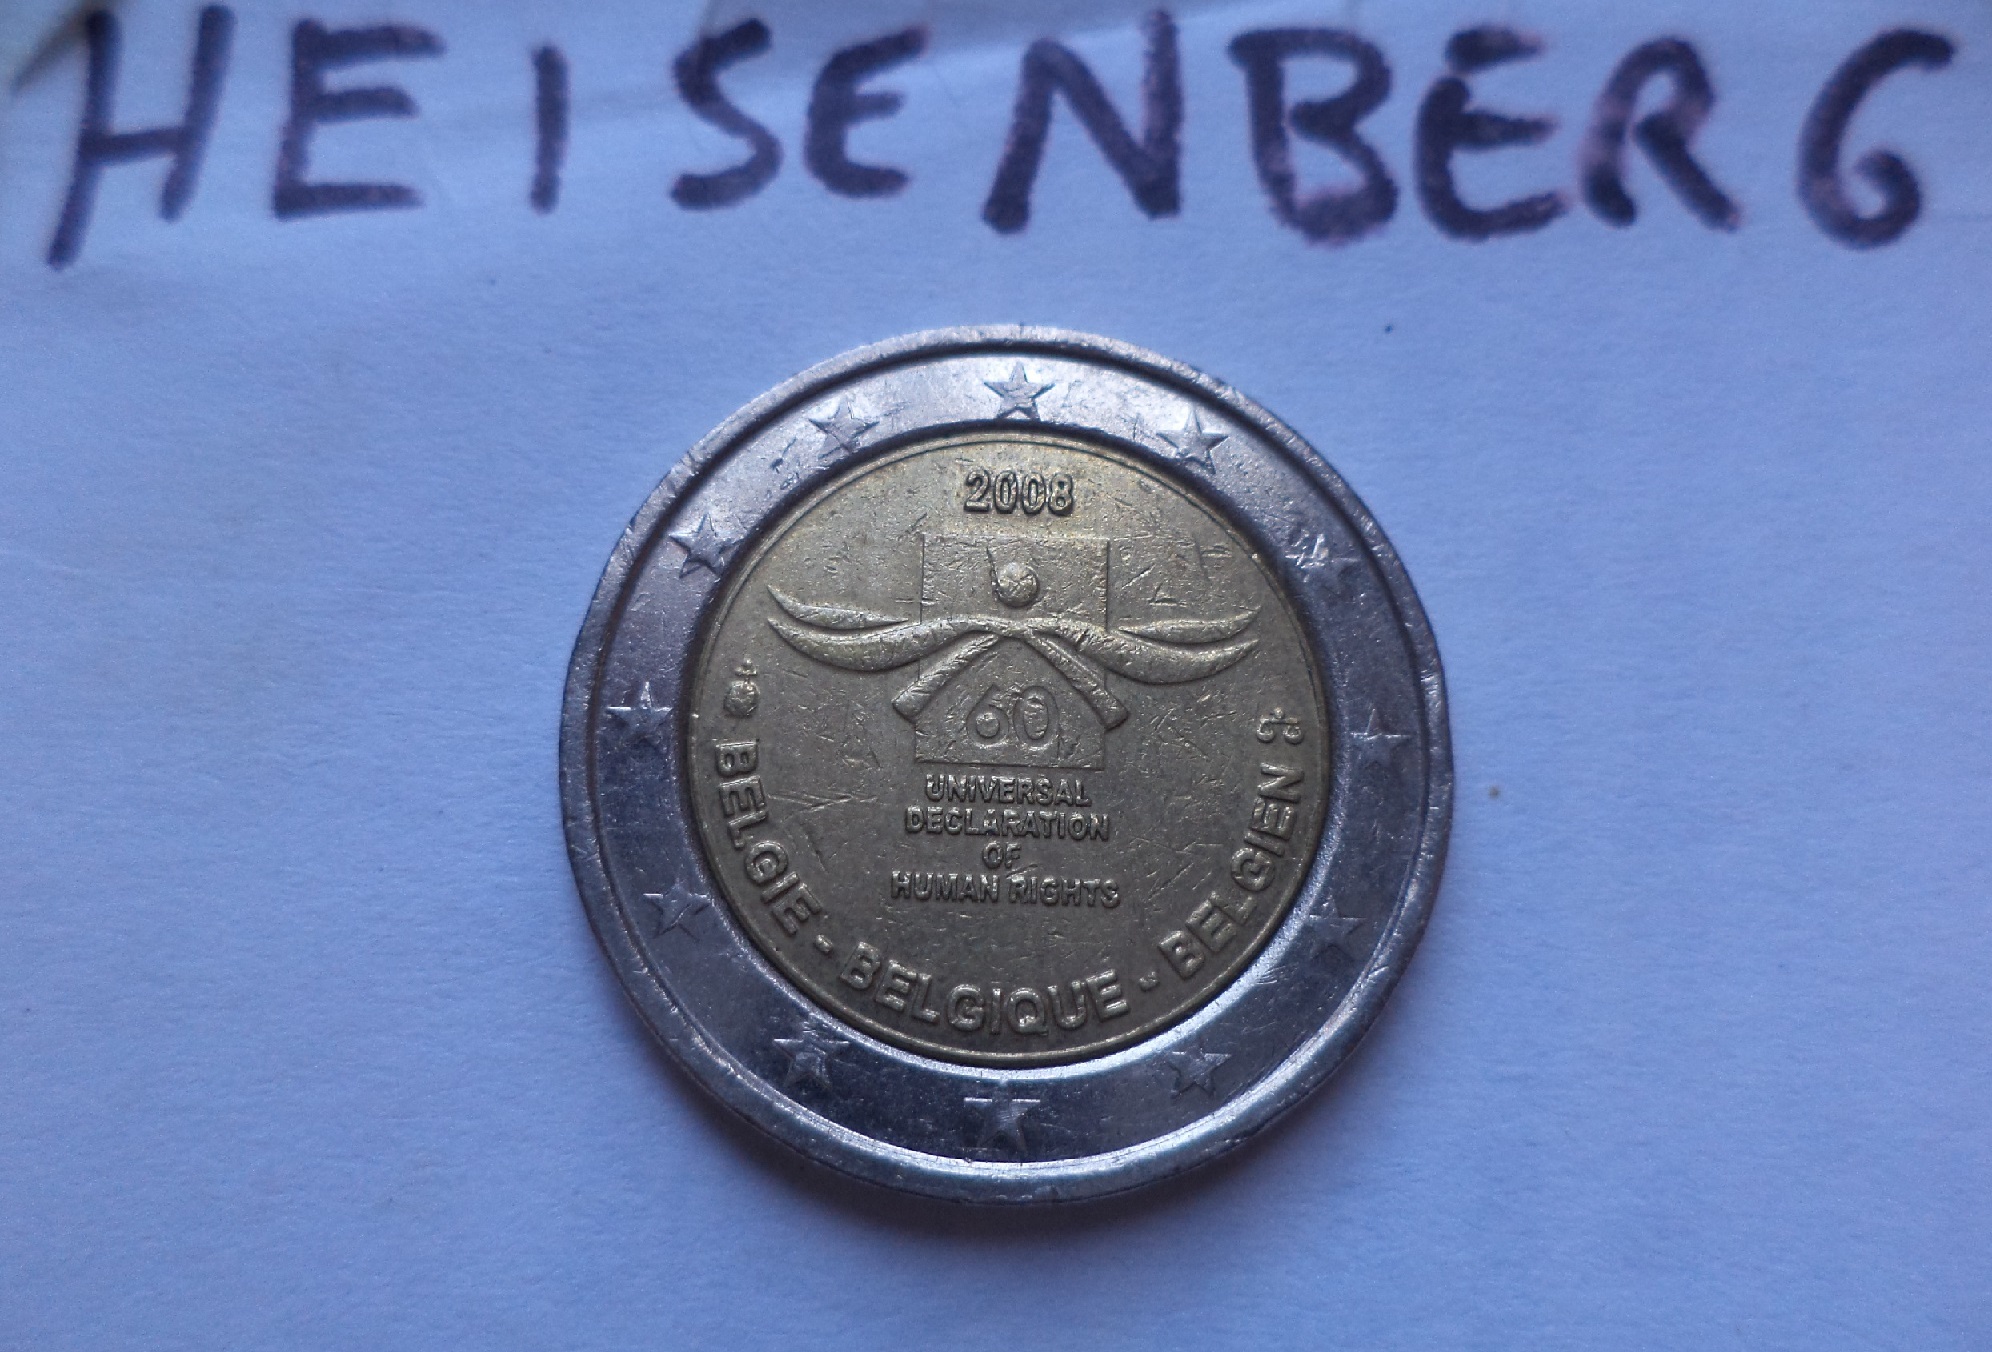 HEISENBERG
2008
60
UNIVERSAL
DECLARATION
OF
HUMAN RIGHTS
BELGIE - BELGIQUE - BELGIEN